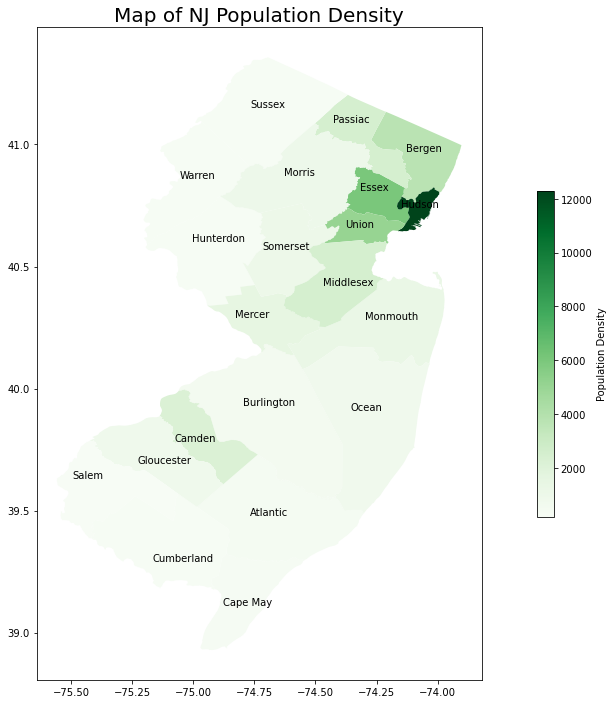 Map of NJ Population Density
Sussex
Passiac
41.0
Bergen
Morris
Warren
Essex
Hudson
12000
Union
Hunterdon
Somerset
10000
40.5
Middlesex
8000
Mercer
Monmouth
Population Density
6000
40.0
Burlington
Ocean
4000
Camden
Gloucester
Salem
2000
39.5
Atlantic
Cumberland
Cape May
39.0
−75.50 −75.25 −75.00 −74.75 −74.50 −74.25 −74.00